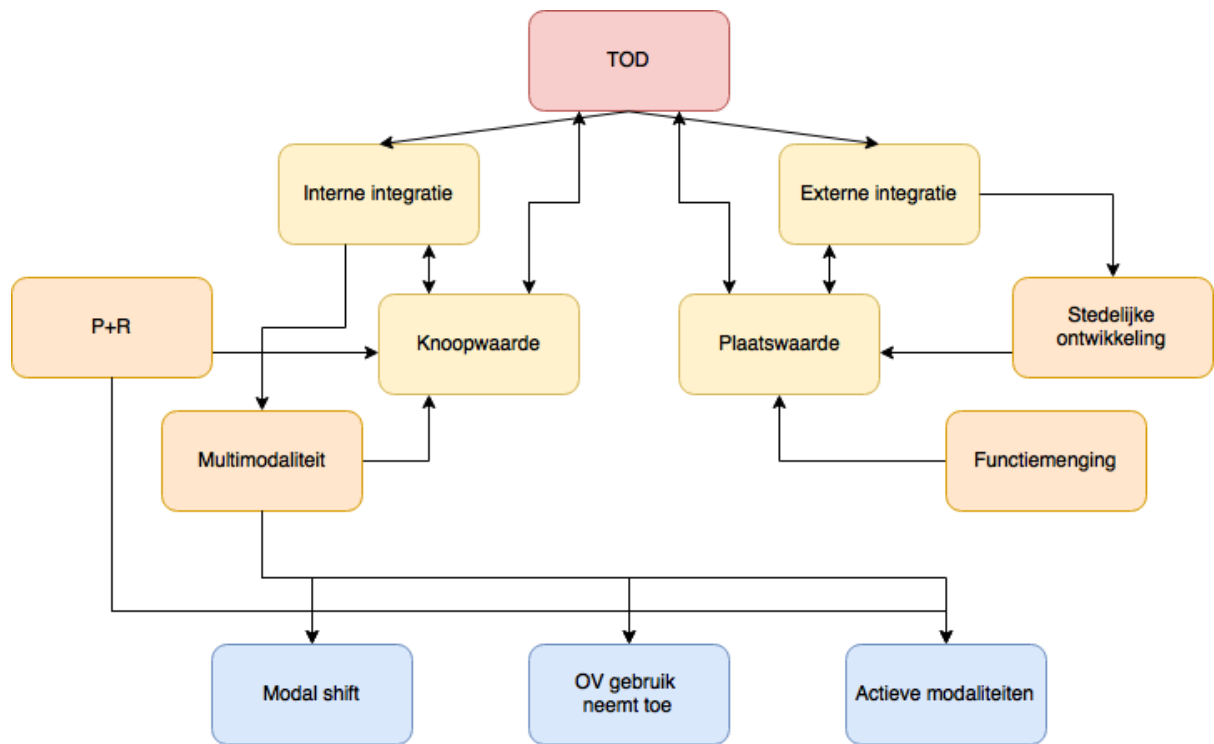 TOD
Interne integratie
Externe integratie
P+R
Knoopwaarde
Plaatswaarde
Stedelijke
ontwikkeling
Multimodaliteit
Functiemenging
Modal shift
OV gebruik
neemt toe
Actieve modaliteiten